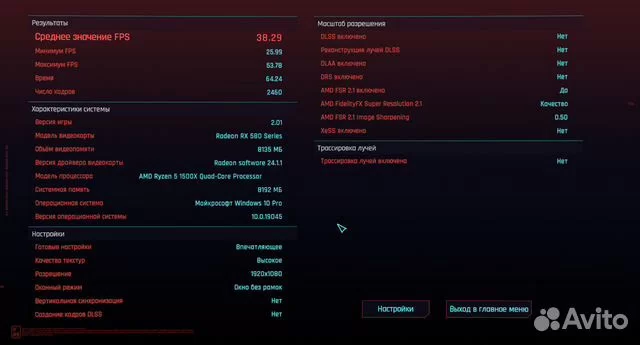 Результаты
Среднее значение FPS 38.29
Минимум FPS 25.99
Максимум FPS 53.78
Время 64.24
Число кадров 2460
Характеристики системы
Версия игры 2.01
Модель видеокарты Radeon RX 580 Series
Объём видеопамяти 8135 МБ
Версия драйвера видеокарты Radeon software 24.1.1
Модель процессора AMD Ryzen 5 1500X Quad-Core Processor
Системная память 8192 МБ
Операционная система Майкрософт Windows 10 Pro
Версия операционной системы 10.0.19045
Настройки
Готовые настройки Впечатляющее
Качества текстур Высокое
Разрешение 1920x1080
Оконный режим Окно без рамок
Вертикальная синхронизация Нет
Создание кадров DLSS Нет
Масштаб разрешения
DLSS включено Нет
Реконструкция лучей DLSS Нет
DLAA включено Нет
DRS включено Нет
AMD FSR 2.1 включено Да
AMD FidelityFX Super Resolution 2.1 Качество
AMD FSR 2.1 Image Sharpening 0.50
XeSS включено Нет
Трассировка лучей
Трассировка лучей включена Нет
Настройки
Выход в главное меню
Avito